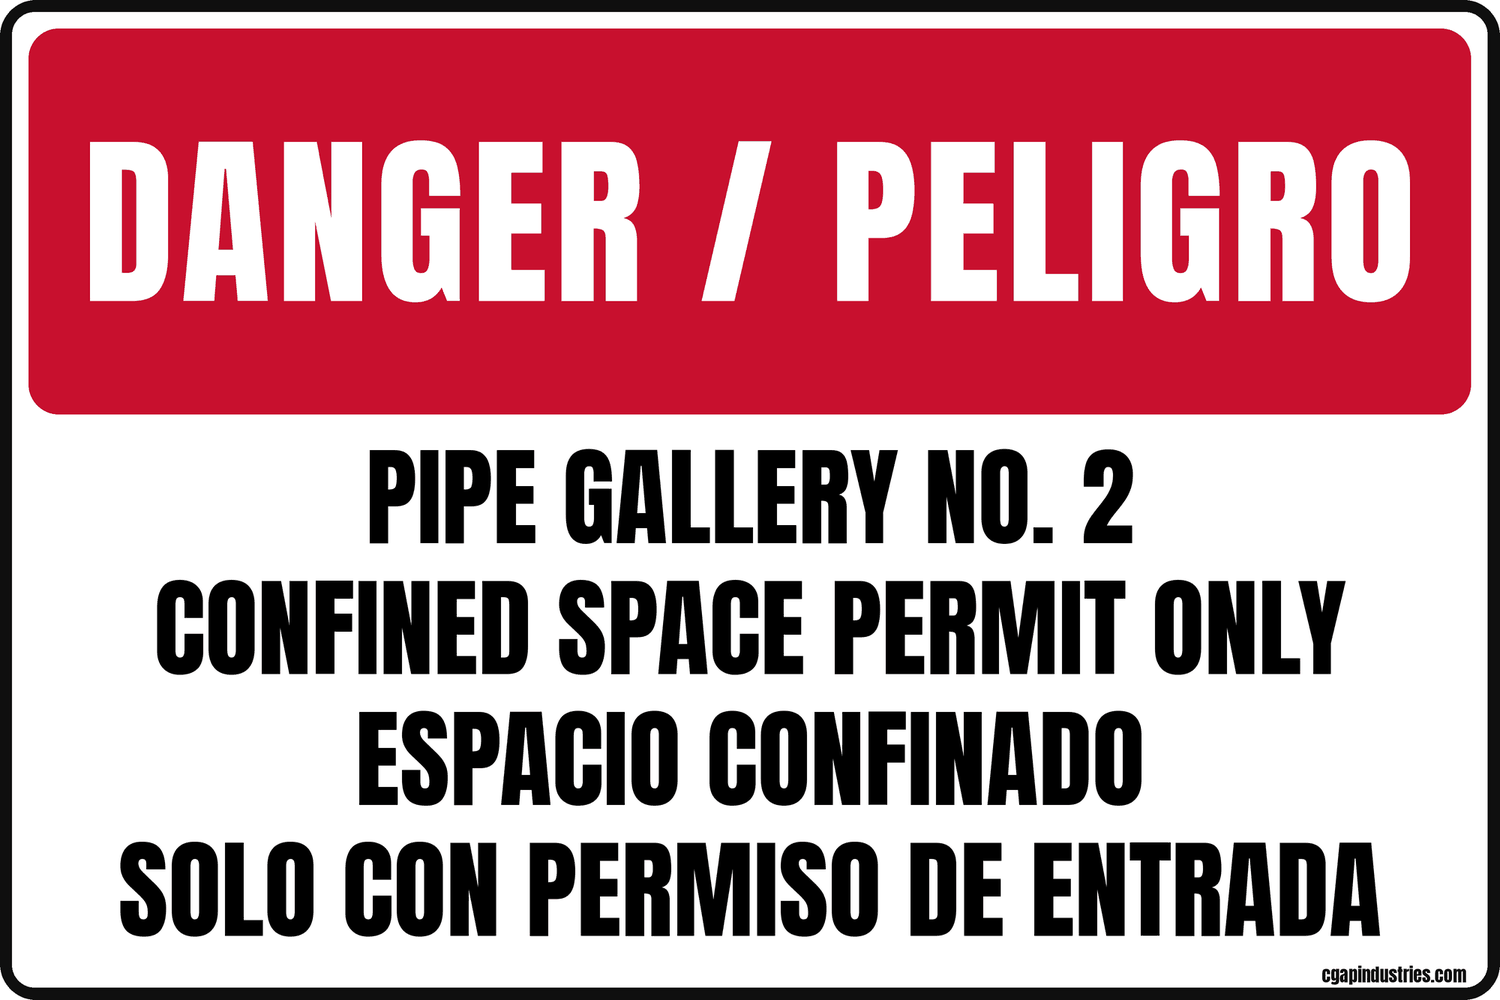 DANGER / PELIGRO
PIPE GALLERY NO. 2
CONFINED SPACE PERMIT ONLY
ESPACIO CONFINADO
SOLO CON PERMISO DE ENTRADA
cgapindustries.com